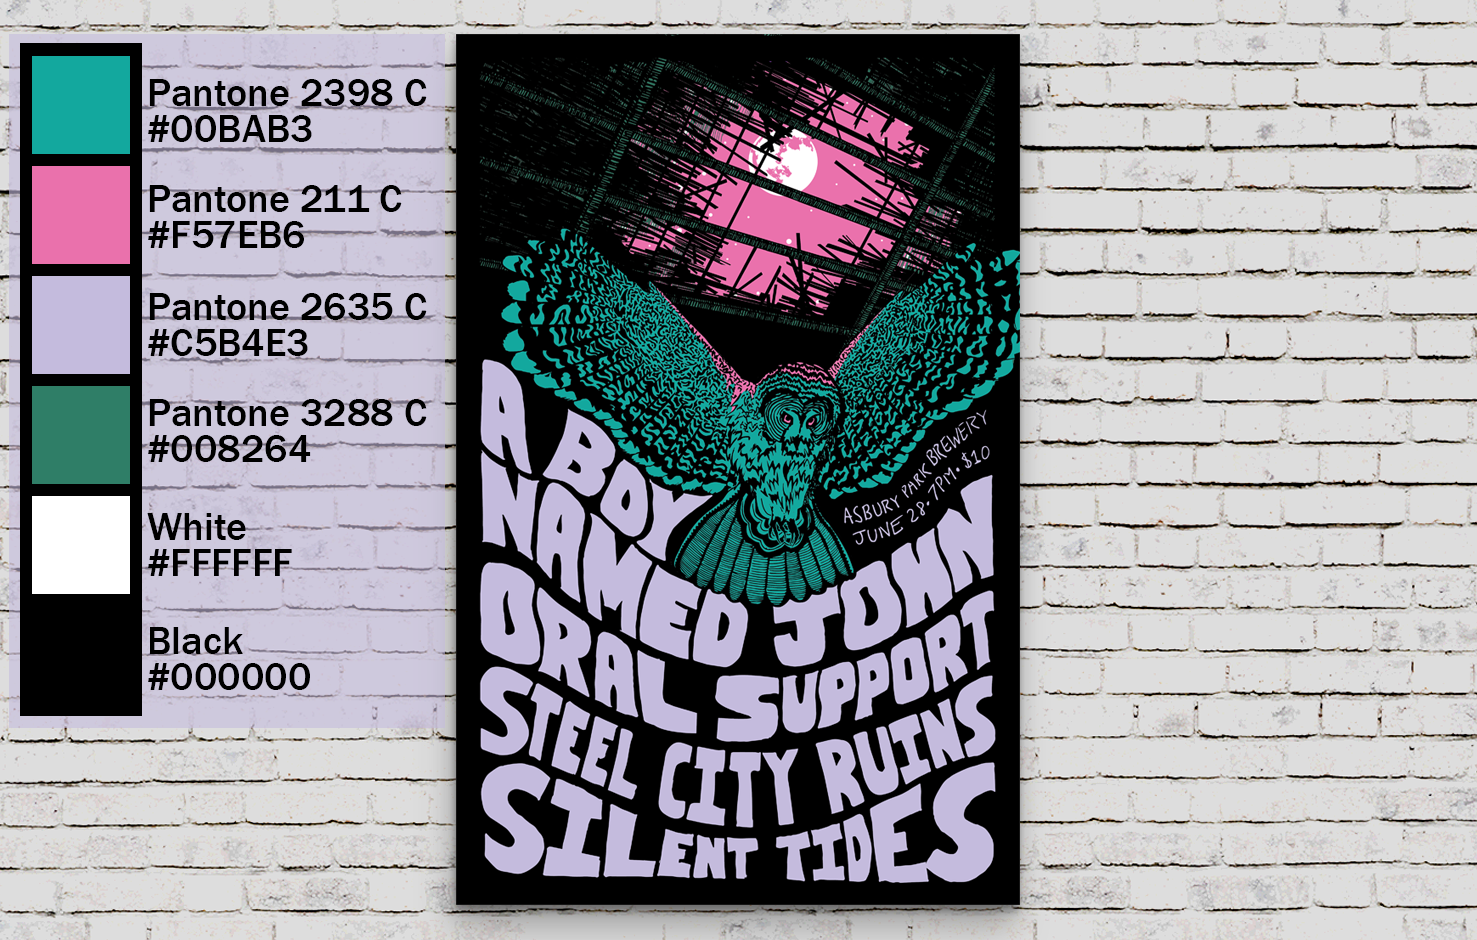 Pantone 2398 C
#00BAB3
Pantone 211 C
#F57EB6
Pantone 2635 C
#C5B4E3
Pantone 3288 C
#008264
White
#FFFFFF
Black
#000000
ASBURY PARK BREWERY
JUNE 28 • 7PM • $10
A BOY
NAMED JOHN
ORAL SUPPORT
STEEL CITY RUINS
SILENT TIDES